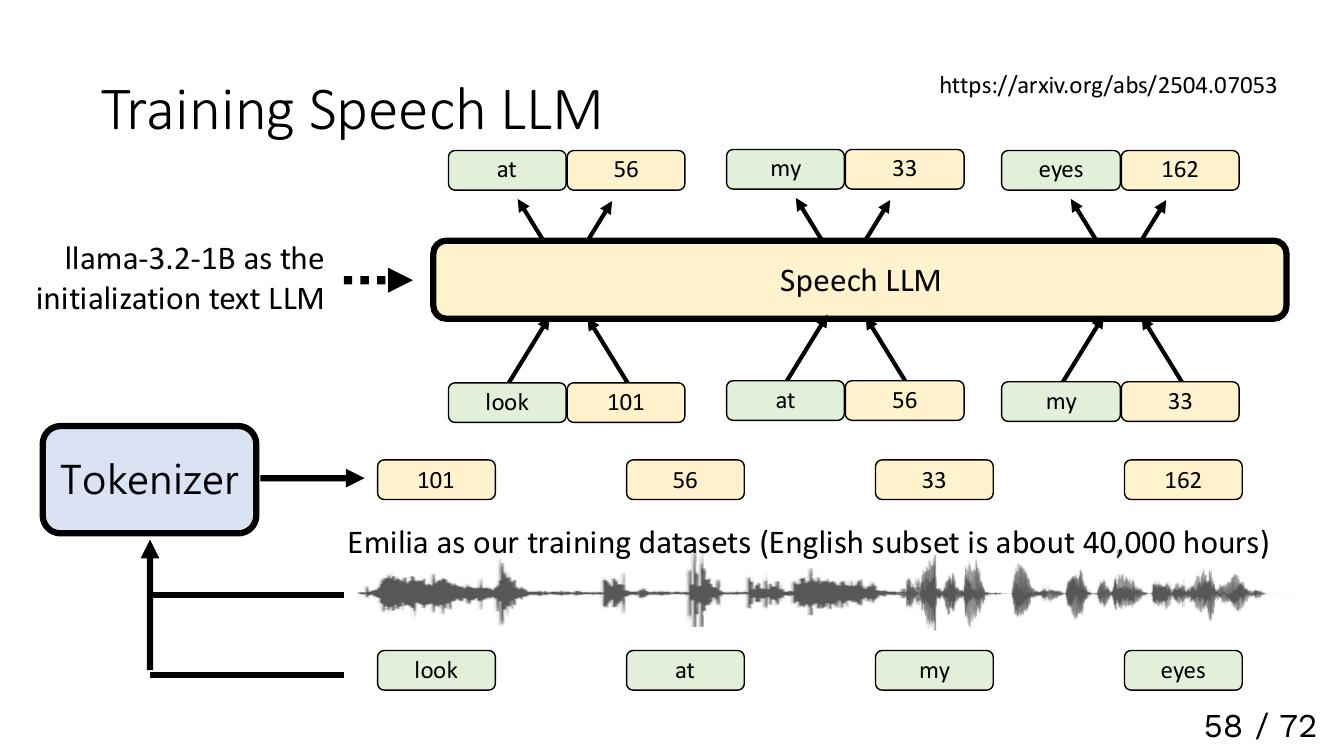 Training Speech LLM
https://arxiv.org/abs/2504.07053
at 56 my 33 eyes 162
llama-3.2-1B as the
initialization text LLM
Speech LLM
look 101 at 56 my 33
Tokenizer
101 56 33 162
Emilia as our training datasets (English subset is about 40,000 hours)
look at my eyes
58 / 72